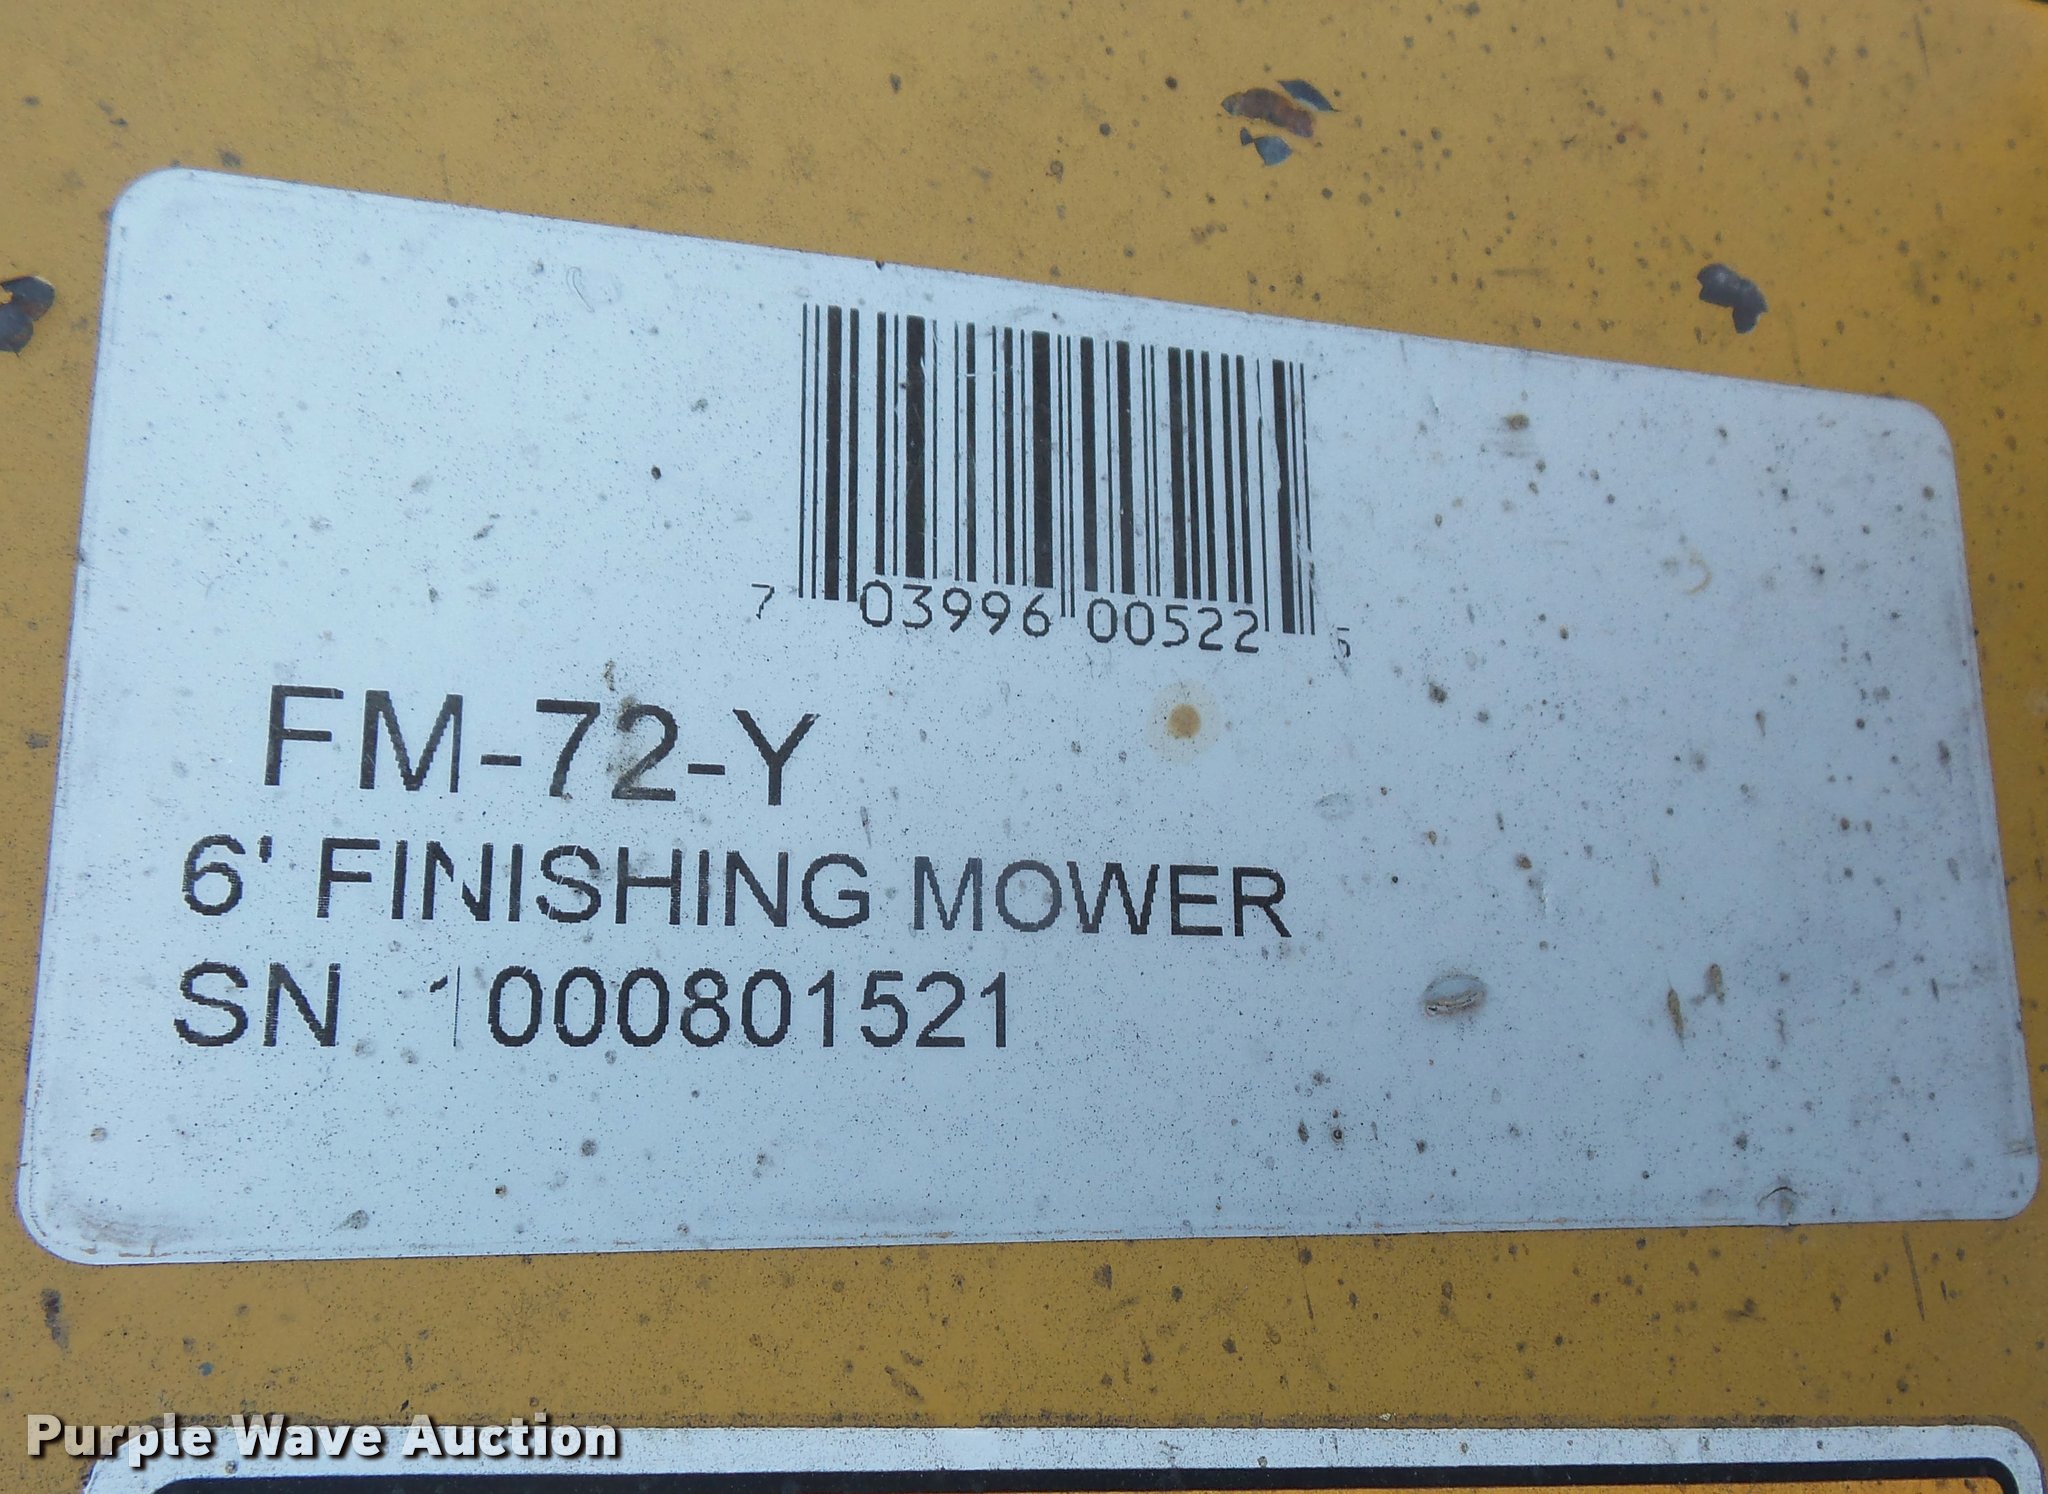 7 03996 00522 5
FM-72-Y
6' FINISHING MOWER
SN 1000801521
Purple Wave Auction